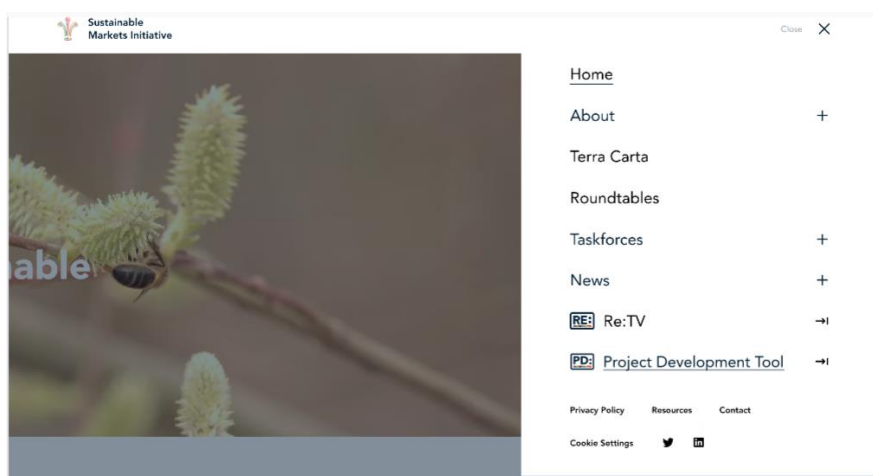 Sustainable
Markets Initiative
Close
Home
About
Terra Carta
Roundtables
Taskforces
News
RE: Re:TV
PD: Project Development Tool
Privacy Policy Resources Contact
Cookie Settings
able